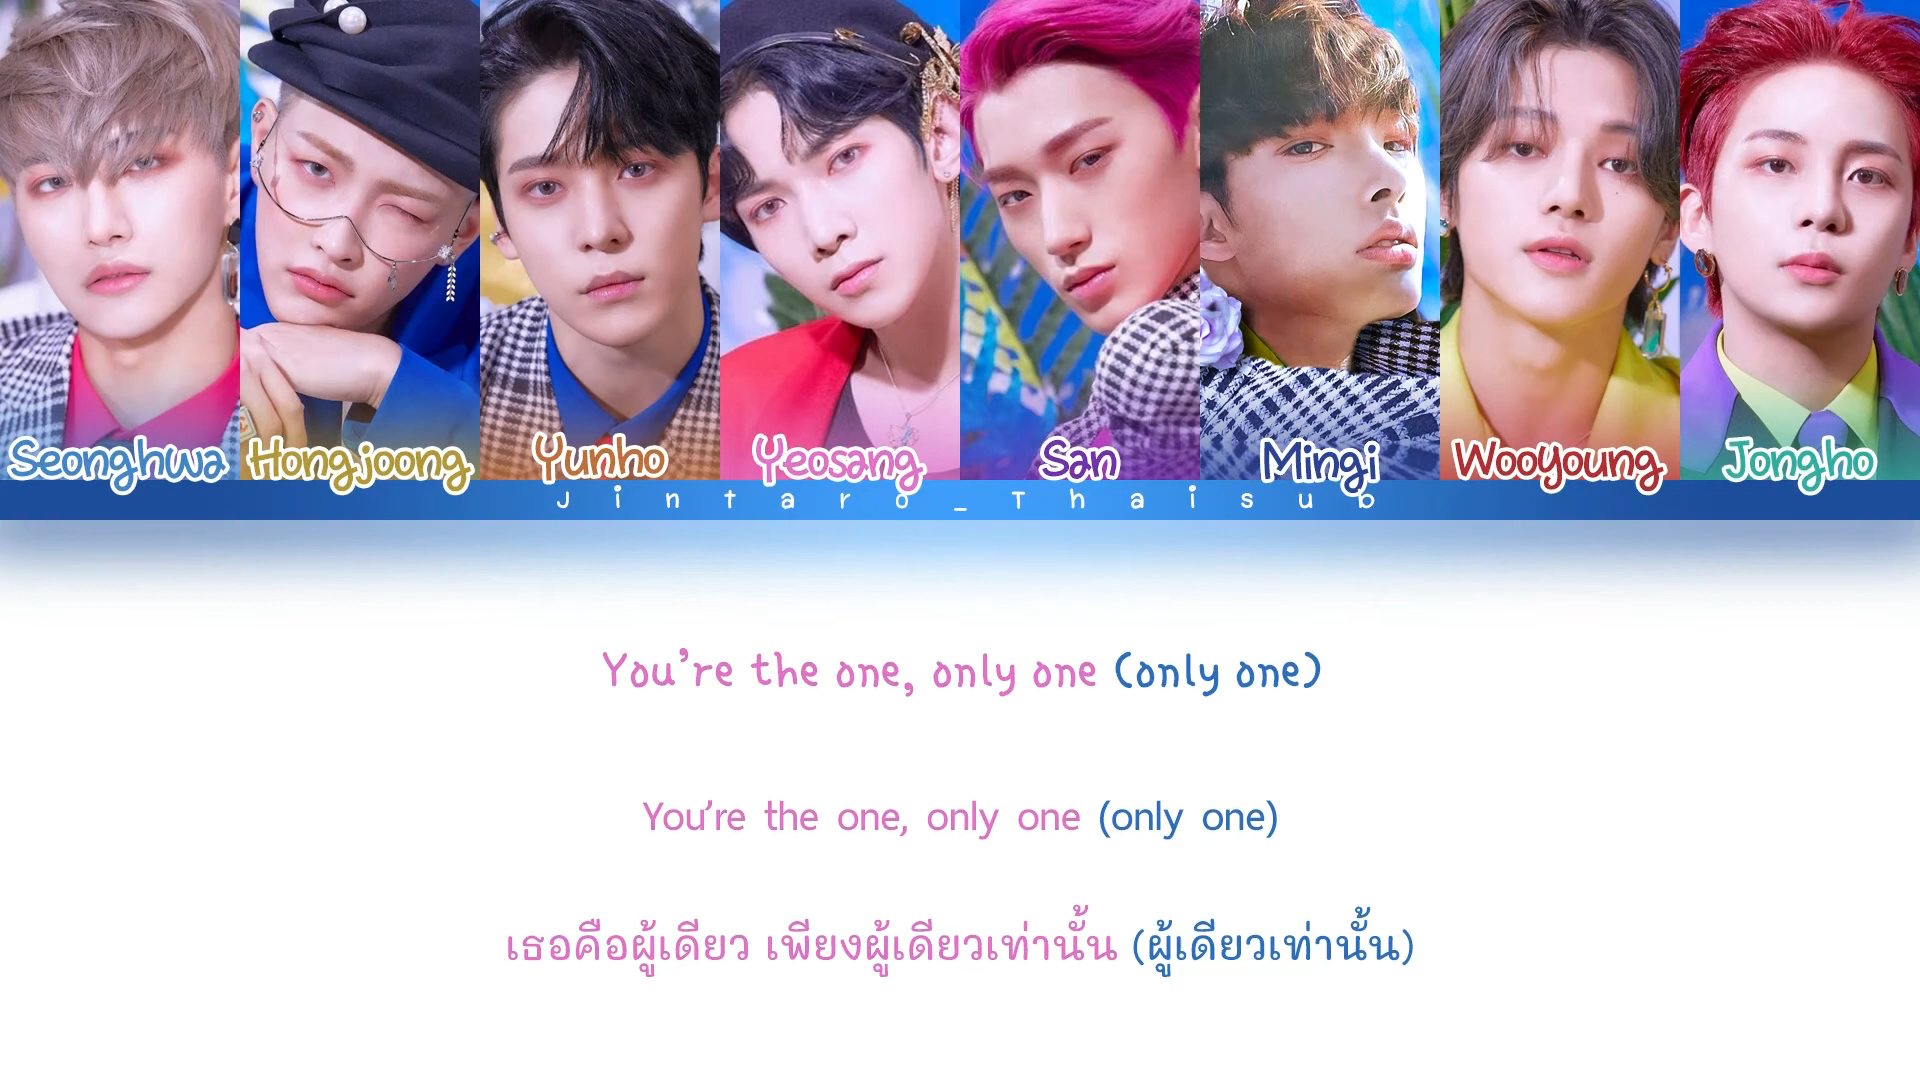 Seonghwa Hongjoong Yunho Yeosang San Mingi WooYoung Jongho
Jintaro_Thaisub
You're the one, only one (only one)
You're the one, only one (only one)
เธอคือผู้เดียว เพียงผู้เดียวเท่านั้น (ผู้เดียวเท่านั้น)